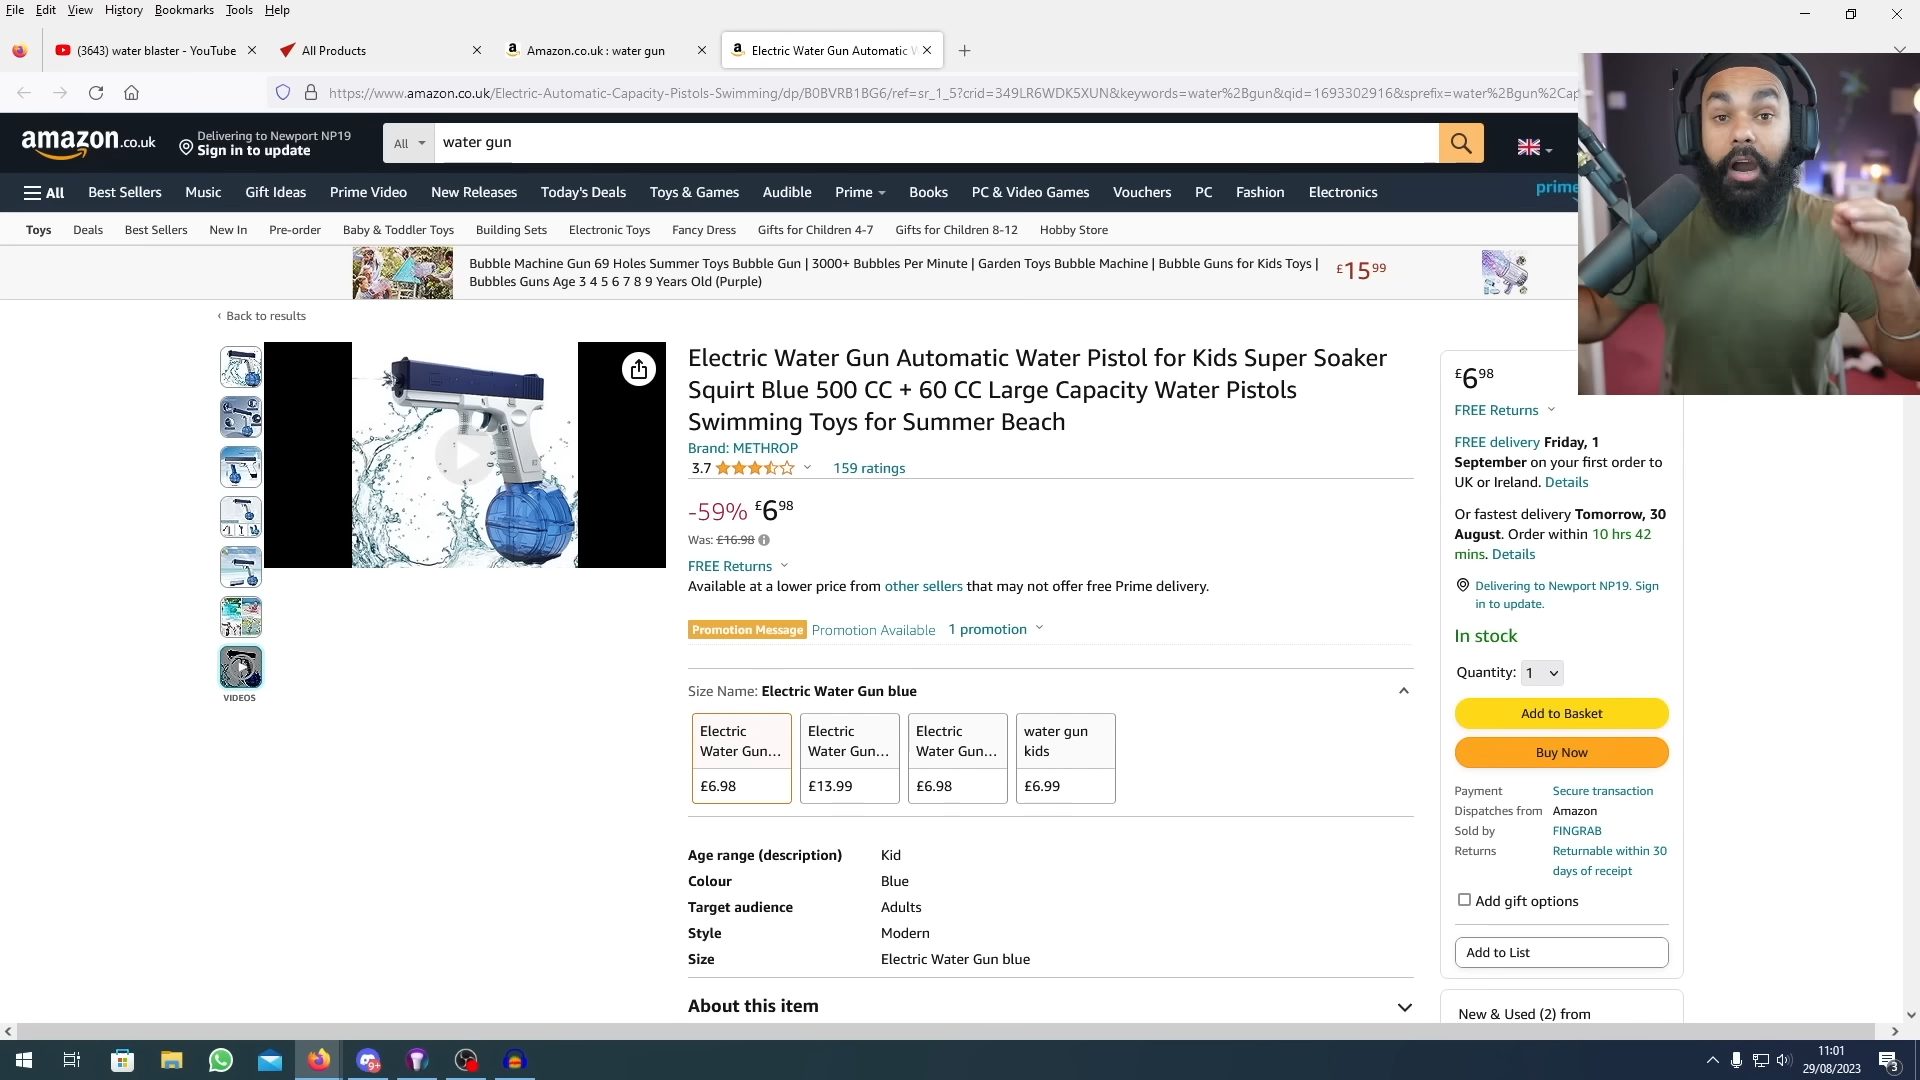 File Edit View History Bookmarks Tools Help
(3643) water blaster - YouTube
All Products
Amazon.co.uk : water gun
Electric Water Gun Automatic W
https://www.amazon.co.uk/Electric-Automatic-Capacity-Pistols-Swimming/dp/B0BVRB1BG6/ref=sr_1_5?crid=349LR6WDK5XUN&keywords=water%2Bgun&qid=1693302916&sprefix=water%2Bgun%2Cap
amazon.co.uk
Delivering to Newport NP19
Sign in to update
All
water gun
All Best Sellers Music Gift Ideas Prime Video New Releases Today's Deals Toys & Games Audible Prime Books PC & Video Games Vouchers PC Fashion Electronics
prime
Toys Deals Best Sellers New In Pre-order Baby & Toddler Toys Building Sets Electronic Toys Fancy Dress Gifts for Children 4-7 Gifts for Children 8-12 Hobby Store
Bubble Machine Gun 69 Holes Summer Toys Bubble Gun | 3000+ Bubbles Per Minute | Garden Toys Bubble Machine | Bubble Guns for Kids Toys |
Bubbles Guns Age 3 4 5 6 7 8 9 Years Old (Purple)
£15.99
‹ Back to results
VIDEOS
Electric Water Gun Automatic Water Pistol for Kids Super Soaker
Squirt Blue 500 CC + 60 CC Large Capacity Water Pistols
Swimming Toys for Summer Beach
Brand: METHROP
3.7
159 ratings
-59% £6.98
Was: £16.98
FREE Returns
Available at a lower price from other sellers that may not offer free Prime delivery.
Promotion Message Promotion Available 1 promotion
Size Name: Electric Water Gun blue
Electric
Water Gun...
£6.98
Electric
Water Gun...
£13.99
Electric
Water Gun...
£6.98
water gun
kids
£6.99
Age range (description) Kid
Colour Blue
Target audience Adults
Style Modern
Size Electric Water Gun blue
About this item
£6.98
FREE Returns
FREE delivery Friday, 1
September on your first order to
UK or Ireland. Details
Or fastest delivery Tomorrow, 30
August. Order within 10 hrs 42
mins. Details
Delivering to Newport NP19. Sign
in to update.
In stock
Quantity: 1
Add to Basket
Buy Now
Payment Secure transaction
Dispatches from Amazon
Sold by FINGRAB
Returns Returnable within 30
days of receipt
Add gift options
Add to List
New & Used (2) from
9+
11:01
29/08/2023
3